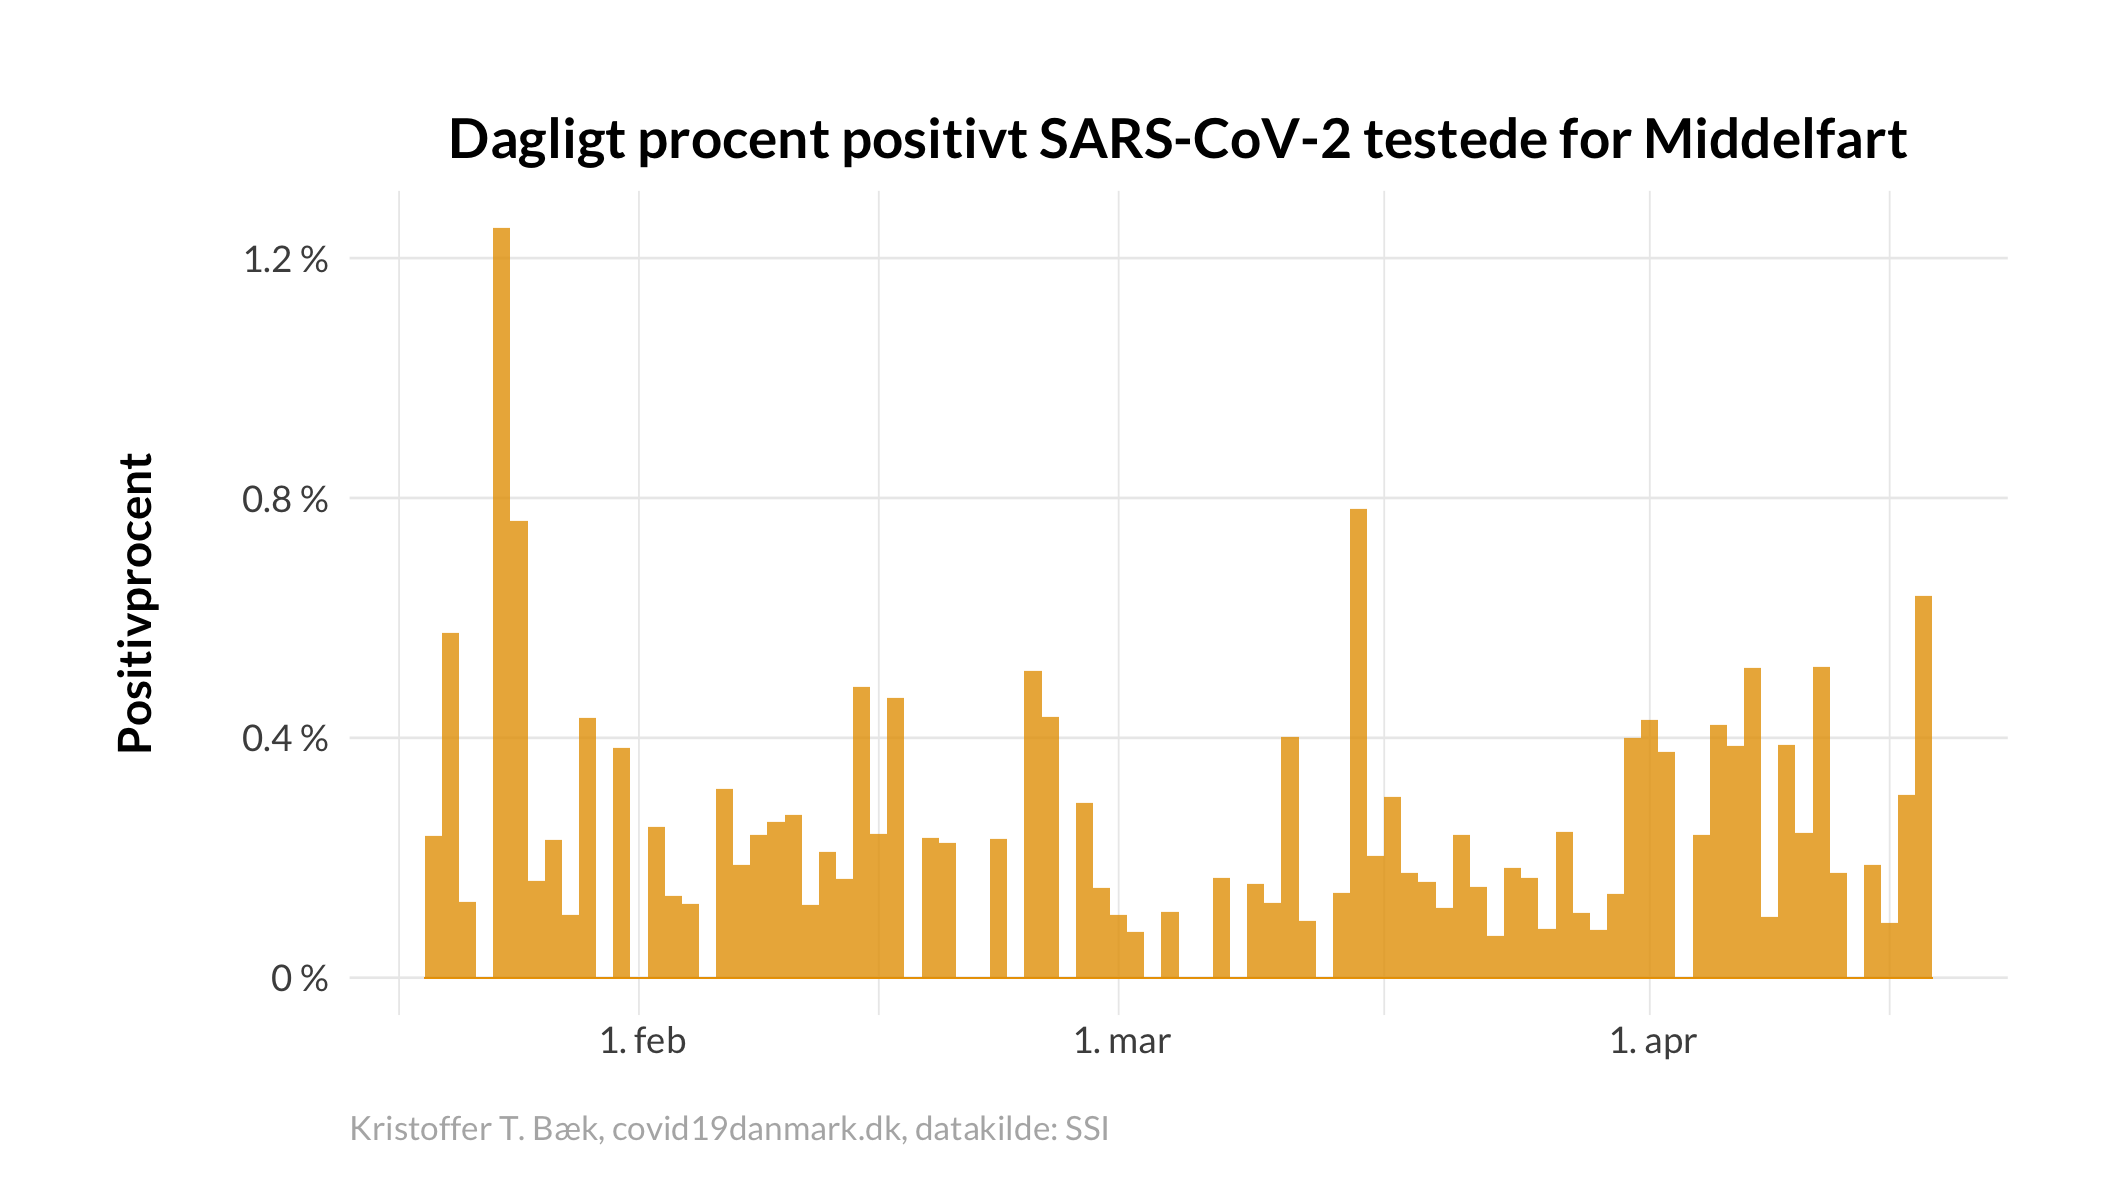 Dagligt procent positivt SARS-CoV-2 testede for Middelfart
Positivprocent
1.2 %
0.8 %
0.4 %
0 %
1. feb
1. mar
1. apr
Kristoffer T. Bæk, covid19danmark.dk, datakilde: SSI